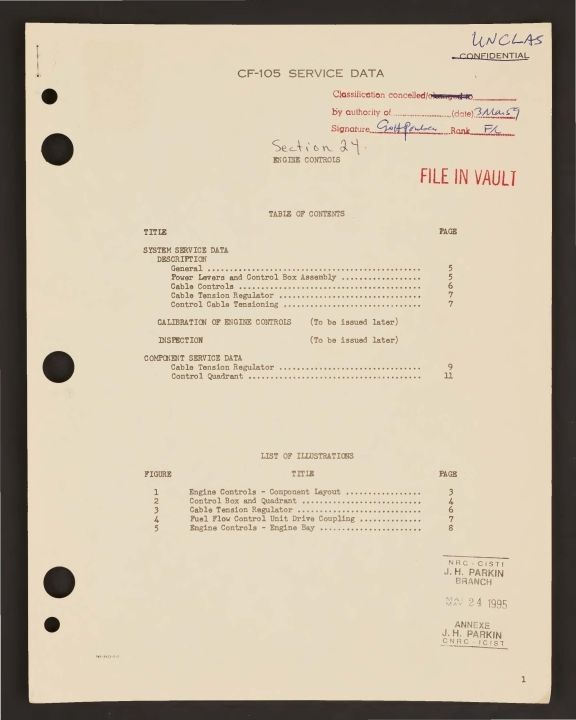 UNCLAS
CONFIDENTIAL
CF-105 SERVICE DATA
Classification cancelled/changed to
by authority of (date) 3 Mar 59
Signature Rank F/L
Section 24.
ENGINE CONTROLS
FILE IN VAULT
TABLE OF CONTENTS
TITLE PAGE
SYSTEM SERVICE DATA
DESCRIPTION
General ................................................ 5
Power Levers and Control Box Assembly .................. 5
Cable Controls ......................................... 6
Cable Tension Regulator ................................ 7
Control Cable Tensioning ............................... 7
CALIBRATION OF ENGINE CONTROLS (To be issued later)
INSPECTION (To be issued later)
COMPONENT SERVICE DATA
Cable Tension Regulator ................................ 9
Control Quadrant ....................................... 11
LIST OF ILLUSTRATIONS
FIGURE TITLE PAGE
1 Engine Controls - Component Layout ................. 3
2 Control Box and Quadrant ........................... 4
3 Cable Tension Regulator ............................ 6
4 Fuel Flow Control Unit Drive Coupling .............. 7
5 Engine Controls - Engine Bay ....................... 8
NRC - CISTI
J. H. PARKIN
BRANCH
MAI
MAY 24 1995
ANNEXE
J. H. PARKIN
CNRC - ICIST
1